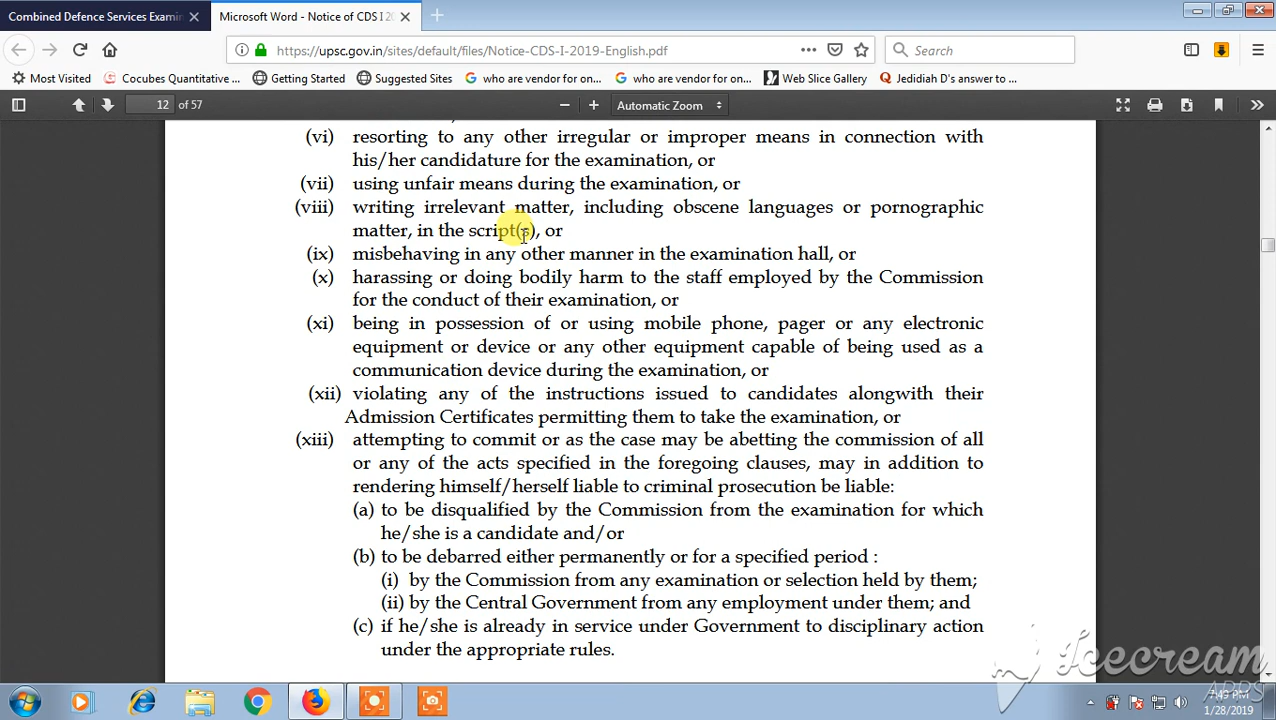 Combined Defence Services Examin
Microsoft Word - Notice of CDS I 20
https://upsc.gov.in/sites/default/files/Notice-CDS-I-2019-English.pdf
Search
Most Visited
Cocubes Quantitative ...
Getting Started
Suggested Sites
who are vendor for on...
who are vendor for on...
Web Slice Gallery
Jedidiah D's answer to ...
12 of 57
Automatic Zoom
(vi) resorting to any other irregular or improper means in connection with
his/her candidature for the examination, or
(vii) using unfair means during the examination, or
(viii) writing irrelevant matter, including obscene languages or pornographic
matter, in the script(s), or
(ix) misbehaving in any other manner in the examination hall, or
(x) harassing or doing bodily harm to the staff employed by the Commission
for the conduct of their examination, or
(xi) being in possession of or using mobile phone, pager or any electronic
equipment or device or any other equipment capable of being used as a
communication device during the examination, or
(xii) violating any of the instructions issued to candidates alongwith their
Admission Certificates permitting them to take the examination, or
(xiii) attempting to commit or as the case may be abetting the commission of all
or any of the acts specified in the foregoing clauses, may in addition to
rendering himself/herself liable to criminal prosecution be liable:
(a) to be disqualified by the Commission from the examination for which
he/she is a candidate and/or
(b) to be debarred either permanently or for a specified period :
(i) by the Commission from any examination or selection held by them;
(ii) by the Central Government from any employment under them; and
(c) if he/she is already in service under Government to disciplinary action
under the appropriate rules.
Icecream
APPS
7:49 PM
1/28/2019